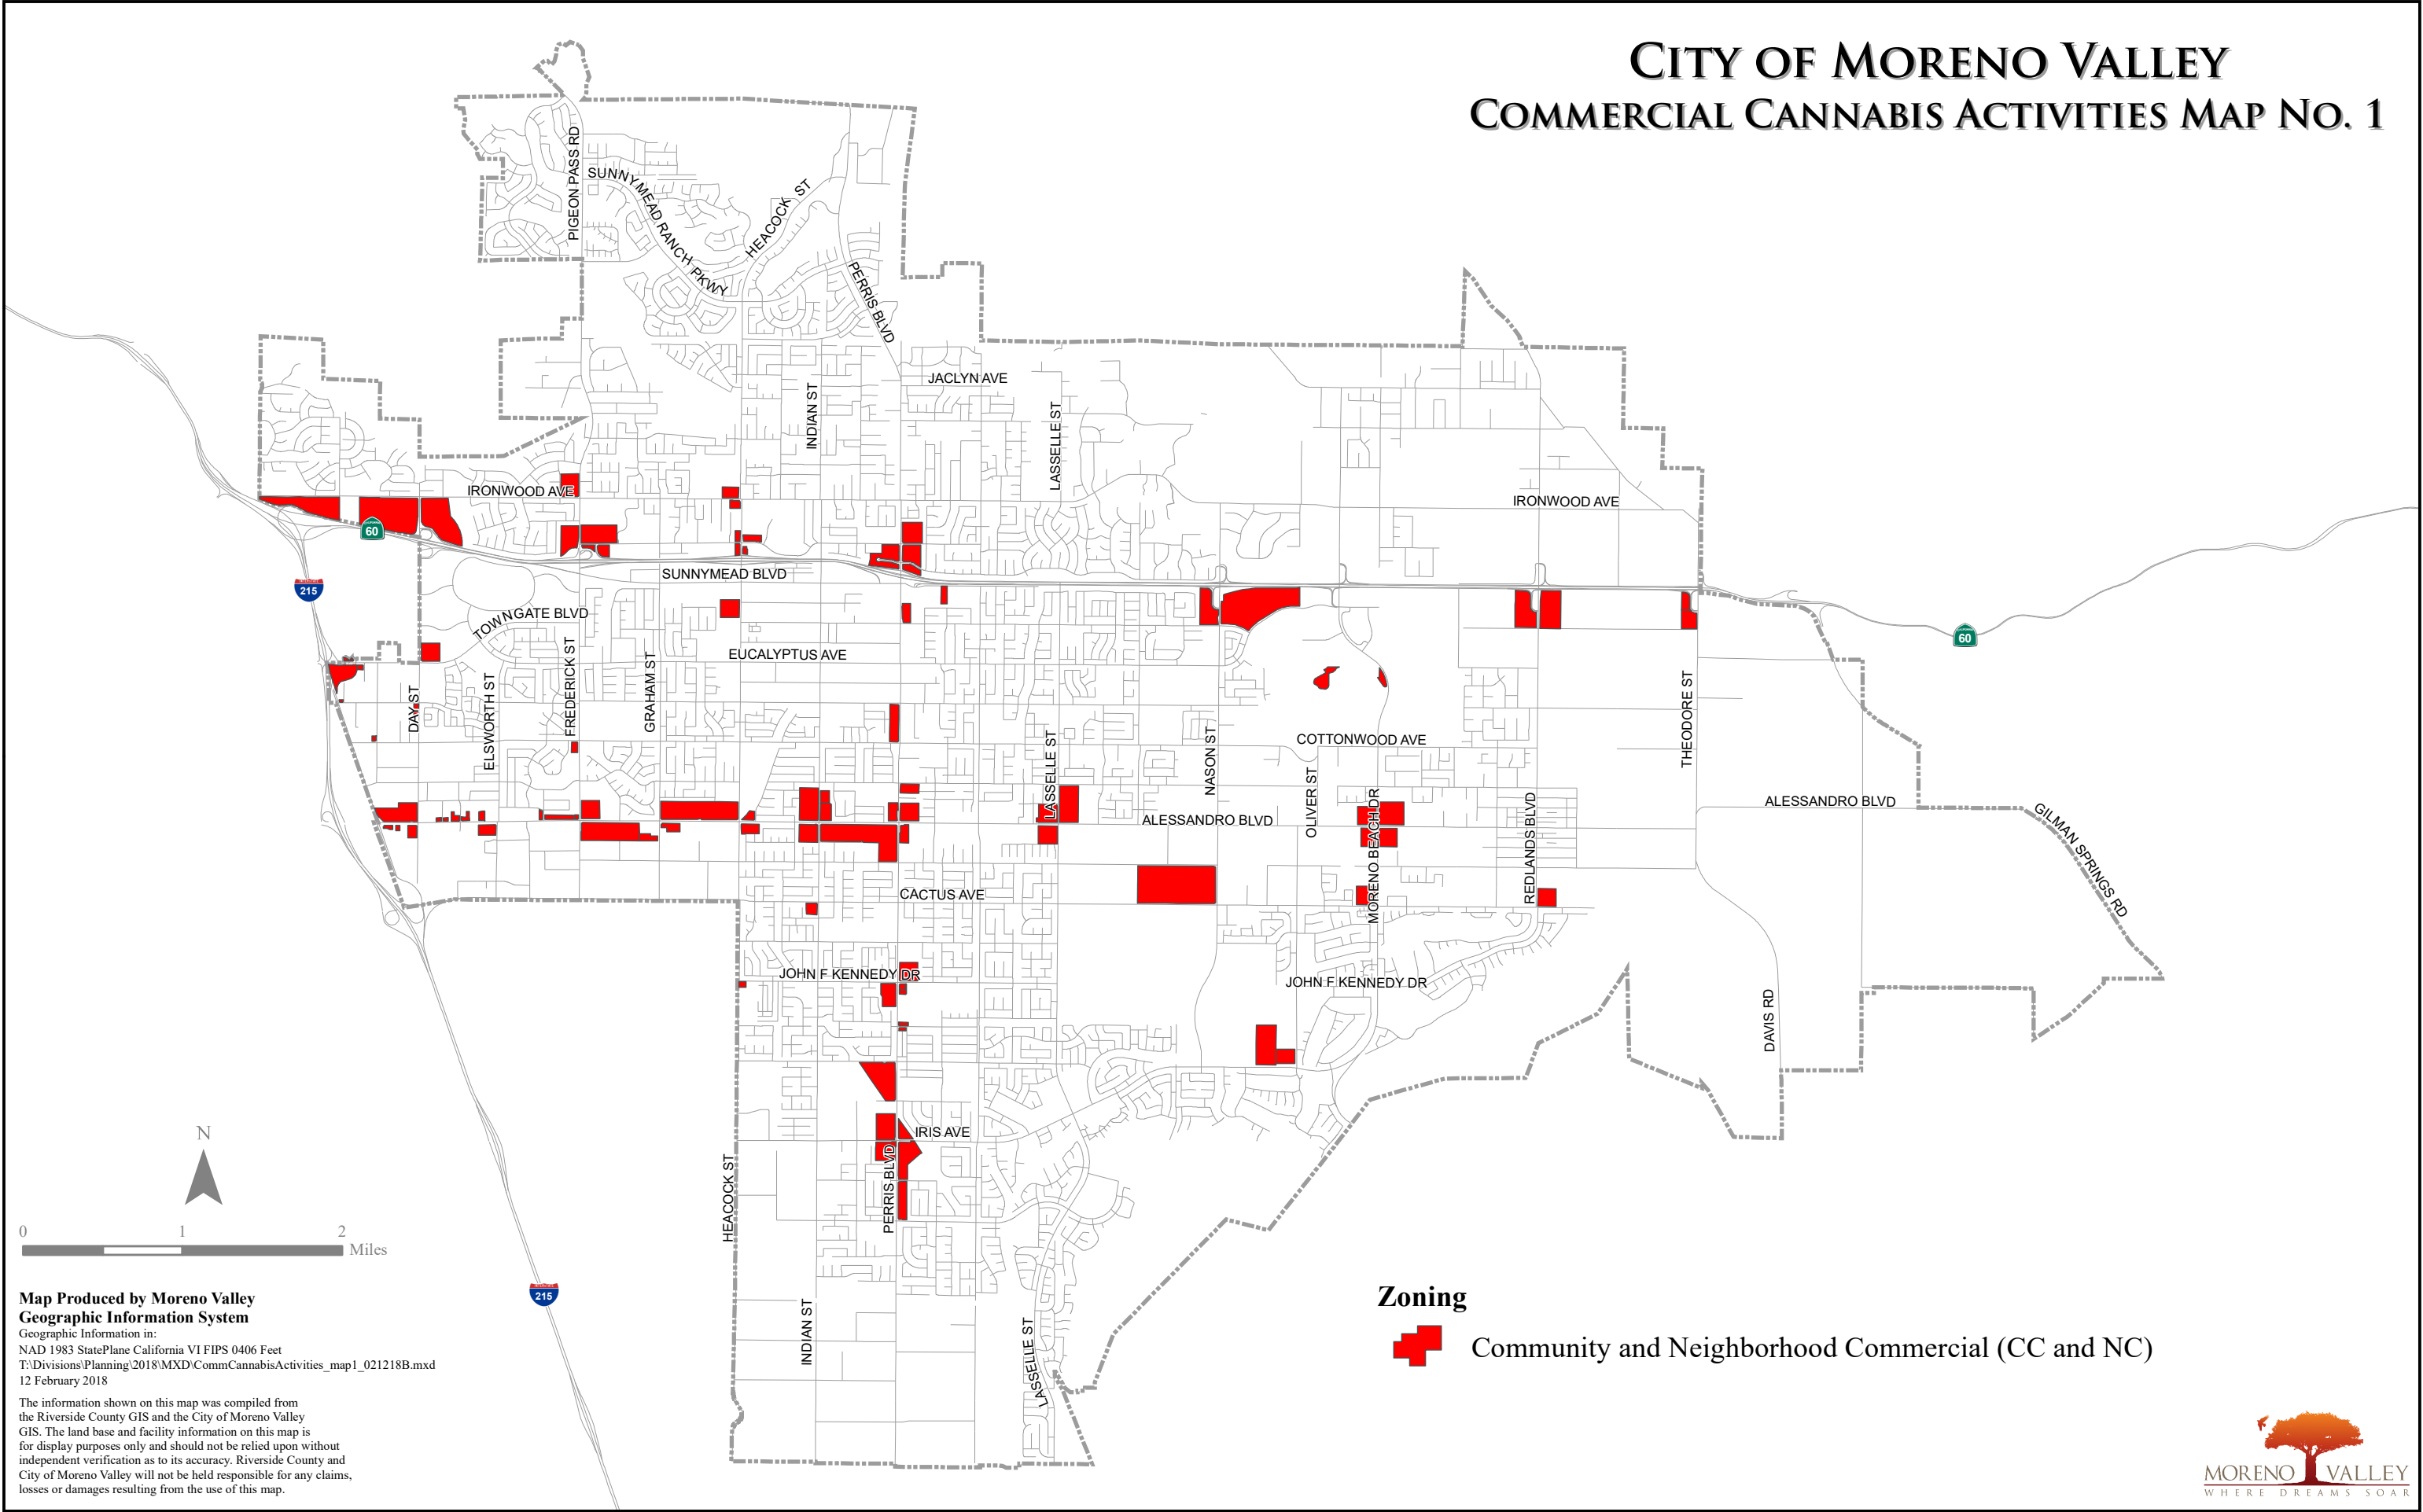 CITY OF MORENO VALLEY
COMMERCIAL CANNABIS ACTIVITIES MAP NO. 1
PIGEON PASS RD
SUNNYMEAD RANCH PKWY
HEACOCK ST
PERRIS BLVD
JACLYN AVE
INDIAN ST
LASSELLE ST
IRONWOOD AVE
IRONWOOD AVE
60
SUNNYMEAD BLVD
215
TOWNGATE BLVD
60
EUCALYPTUS AVE
DAY ST
ELSWORTH ST
FREDERICK ST
GRAHAM ST
THEODORE ST
COTTONWOOD AVE
LASSELLE ST
NASON ST
OLIVER ST
MORENO BEACH DR
REDLANDS BLVD
ALESSANDRO BLVD
ALESSANDRO BLVD
GILMAN SPRINGS RD
CACTUS AVE
JOHN F KENNEDY DR
JOHN F KENNEDY DR
DAVIS RD
IRIS AVE
HEACOCK ST
PERRIS BLVD
INDIAN ST
LASSELLE ST
215
N
0 1 2
Miles
Map Produced by Moreno Valley
Geographic Information System
Geographic Information in:
NAD 1983 StatePlane California VI FIPS 0406 Feet
T:\Divisions\Planning\2018\MXD\CommCannabisActivities_map1_021218B.mxd
12 February 2018
The information shown on this map was compiled from
the Riverside County GIS and the City of Moreno Valley
GIS. The land base and facility information on this map is
for display purposes only and should not be relied upon without
independent verification as to its accuracy. Riverside County and
City of Moreno Valley will not be held responsible for any claims,
losses or damages resulting from the use of this map.
Zoning
Community and Neighborhood Commercial (CC and NC)
MORENO VALLEY
WHERE DREAMS SOAR